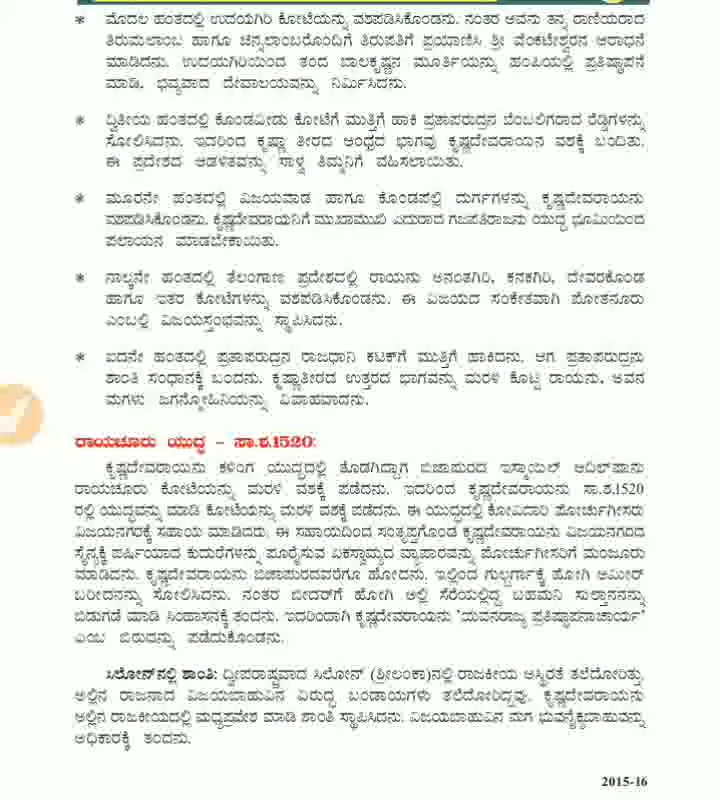 * ಮೊದಲ ಹಂತದಲ್ಲಿ ಉದಯಗಿರಿ ಕೋಟೆಯನ್ನು ವಶಪಡಿಸಿಕೊಂಡನು. ನಂತರ ಅವನು ತನ್ನ ರಾಣಿಯರಾದ
ತಿರುಮಲಾಂಬ ಹಾಗೂ ಚಿನ್ನಲಾಂಬರೊಂದಿಗೆ ತಿರುಪತಿಗೆ ಪ್ರಯಾಣಿಸಿ ಶ್ರೀ ವೆಂಕಟೇಶ್ವರನ ಆರಾಧನೆ
ಮಾಡಿದನು. ಉದಯಗಿರಿಯಿಂದ ತಂದ ಬಾಲಕೃಷ್ಣನ ಮೂರ್ತಿಯನ್ನು ಹಂಪಿಯಲ್ಲಿ ಪ್ರತಿಷ್ಠಾಪನೆ
ಮಾಡಿ, ಭವ್ಯವಾದ ದೇವಾಲಯವನ್ನು ನಿರ್ಮಿಸಿದನು.
* ದ್ವಿತೀಯ ಹಂತದಲ್ಲಿ ಕೊಂಡವೀಡು ಕೋಟೆಗೆ ಮುತ್ತಿಗೆ ಹಾಕಿ ಪ್ರತಾಪರುದ್ರನ ಬೆಂಬಲಿಗರಾದ ರೆಡ್ಡಿಗಳನ್ನು
ಸೋಲಿಸಿದನು. ಇದರಿಂದ ಕೃಷ್ಣಾ ತೀರದ ಆಂಧ್ರದ ಭಾಗವು ಕೃಷ್ಣದೇವರಾಯನ ವಶಕ್ಕೆ ಬಂದಿತು.
ಈ ಪ್ರದೇಶದ ಆಡಳಿತವನ್ನು ಸಾಳ್ವ ತಿಮ್ಮನಿಗೆ ವಹಿಸಲಾಯಿತು.
* ಮೂರನೇ ಹಂತದಲ್ಲಿ ವಿಜಯವಾಡ ಹಾಗೂ ಕೊಂಡಪಲ್ಲಿ ದುರ್ಗಗಳನ್ನು ಕೃಷ್ಣದೇವರಾಯನು
ವಶಪಡಿಸಿಕೊಂಡನು. ಕೃಷ್ಣದೇವರಾಯನಿಗೆ ಮುಖಾಮುಖಿ ಎದುರಾದ ಗಜಪತಿರಾಜನು ಯುದ್ಧ ಭೂಮಿಯಿಂದ
ಪಲಾಯನ ಮಾಡಬೇಕಾಯಿತು.
* ನಾಲ್ಕನೇ ಹಂತದಲ್ಲಿ ತೆಲಂಗಾಣ ಪ್ರದೇಶದಲ್ಲಿ ರಾಯನು ಅನಂತಗಿರಿ, ಕನಕಗಿರಿ, ದೇವರಕೊಂಡ
ಹಾಗೂ ಇತರ ಕೋಟೆಗಳನ್ನು ವಶಪಡಿಸಿಕೊಂಡನು. ಈ ವಿಜಯದ ಸಂಕೇತವಾಗಿ ಪೋತನೂರು
ಎಂಬಲ್ಲಿ ವಿಜಯಸ್ತಂಭವನ್ನು ಸ್ಥಾಪಿಸಿದನು.
* ಐದನೇ ಹಂತದಲ್ಲಿ ಪ್ರತಾಪರುದ್ರನ ರಾಜಧಾನಿ ಕಟಕ್‌ಗೆ ಮುತ್ತಿಗೆ ಹಾಕಿದನು. ಆಗ ಪ್ರತಾಪರುದ್ರನು
ಶಾಂತಿ ಸಂಧಾನಕ್ಕೆ ಬಂದನು. ಕೃಷ್ಣಾತೀರದ ಉತ್ತರದ ಭಾಗವನ್ನು ಮರಳಿ ಕೊಟ್ಟ ರಾಯನು, ಅವನ
ಮಗಳು ಜಗನ್ಮೋಹಿನಿಯನ್ನು ವಿವಾಹವಾದನು.
ರಾಯಚೂರು ಯುದ್ಧ – ಸಾ.ಶ.1520:
ಕೃಷ್ಣದೇವರಾಯನು ಕಳಿಂಗ ಯುದ್ಧದಲ್ಲಿ ತೊಡಗಿದ್ದಾಗ ಬಿಜಾಪುರದ ಇಸ್ಮಾಯಿಲ್ ಆದಿಲ್‌ಷಾನು
ರಾಯಚೂರು ಕೋಟೆಯನ್ನು ಮರಳಿ ವಶಕ್ಕೆ ಪಡೆದನು. ಇದರಿಂದ ಕೃಷ್ಣದೇವರಾಯನು ಸಾ.ಶ.1520
ರಲ್ಲಿ ಯುದ್ಧವನ್ನು ಮಾಡಿ ಕೋಟೆಯನ್ನು ಮರಳಿ ವಶಕ್ಕೆ ಪಡೆದನು. ಈ ಯುದ್ಧದಲ್ಲಿ ಕೋವಿದಾರಿ ಪೋರ್ಚುಗೀಸರು
ವಿಜಯನಗರಕ್ಕೆ ಸಹಾಯ ಮಾಡಿದರು. ಈ ಸಹಾಯದಿಂದ ಸಂತೃಪ್ತಗೊಂಡ ಕೃಷ್ಣದೇವರಾಯನು ವಿಜಯನಗರದ
ಸೈನ್ಯಕ್ಕೆ ಪರ್ಷಿಯಾದ ಕುದುರೆಗಳನ್ನು ಪೂರೈಸುವ ಏಕಸ್ವಾಮ್ಯದ ವ್ಯಾಪಾರವನ್ನು ಪೋರ್ಚುಗೀಸರಿಗೆ ಮಂಜೂರು
ಮಾಡಿದನು. ಕೃಷ್ಣದೇವರಾಯನು ಬಿಜಾಪುರದವರೆಗೂ ಹೋದನು. ಇಲ್ಲಿಂದ ಗುಲ್ಬರ್ಗಾಕ್ಕೆ ಹೋಗಿ ಅಮೀರ್
ಬರೀದನನ್ನು ಸೋಲಿಸಿದನು. ನಂತರ ಬೀದರ್‌ಗೆ ಹೋಗಿ ಅಲ್ಲಿ ಸೆರೆಯಲ್ಲಿದ್ದ ಬಹಮನಿ ಸುಲ್ತಾನನನ್ನು
ಬಿಡುಗಡೆ ಮಾಡಿ ಸಿಂಹಾಸನಕ್ಕೆ ತಂದನು. ಇದರಿಂದಾಗಿ ಕೃಷ್ಣದೇವರಾಯನು 'ಯವನರಾಜ್ಯ ಪ್ರತಿಷ್ಠಾಪನಾಚಾರ್ಯ'
ಎಂಬ ಬಿರುದನ್ನು ಪಡೆದುಕೊಂಡನು.
ಸಿಲೋನ್‌ನಲ್ಲಿ ಶಾಂತಿ: ದ್ವೀಪರಾಷ್ಟ್ರವಾದ ಸಿಲೋನ್ (ಶ್ರೀಲಂಕಾ)ನಲ್ಲಿ ರಾಜಕೀಯ ಅಸ್ಥಿರತೆ ತಲೆದೋರಿತ್ತು.
ಅಲ್ಲಿನ ರಾಜನಾದ ವಿಜಯಬಾಹುವಿನ ವಿರುದ್ಧ ಬಂಡಾಯಗಳು ತಲೆದೋರಿದ್ದವು. ಕೃಷ್ಣದೇವರಾಯನು
ಅಲ್ಲಿನ ರಾಜಕೀಯದಲ್ಲಿ ಮಧ್ಯಪ್ರವೇಶ ಮಾಡಿ ಶಾಂತಿ ಸ್ಥಾಪಿಸಿದನು. ವಿಜಯಬಾಹುವಿನ ಮಗ ಭುವನೈಕ್ಯಬಾಹುವನ್ನು
ಅಧಿಕಾರಕ್ಕೆ ತಂದನು.
2015-16